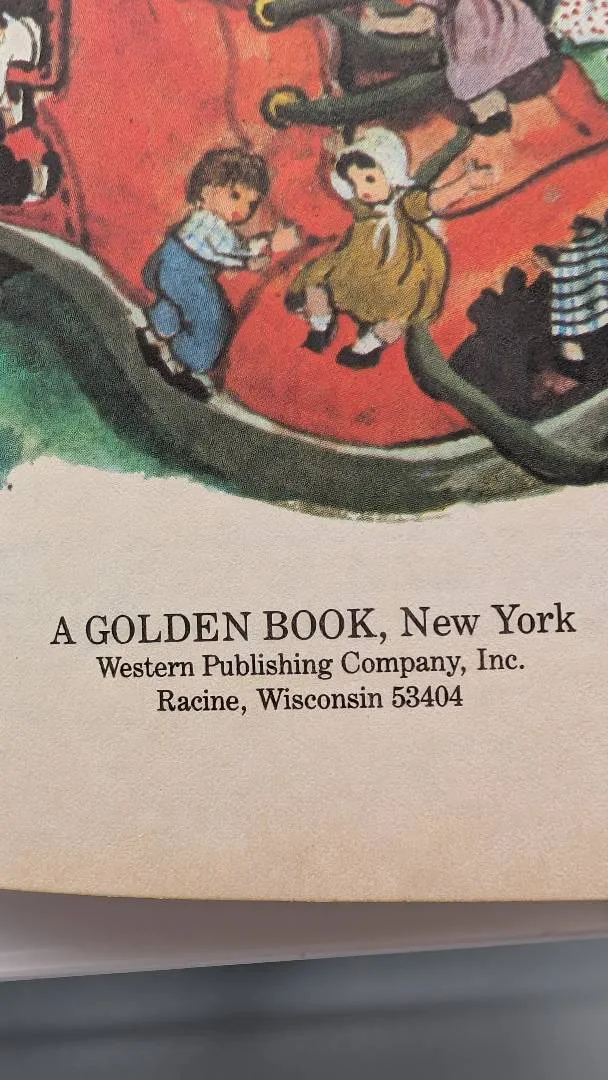 A GOLDEN BOOK, New York
Western Publishing Company, Inc.
Racine, Wisconsin 53404